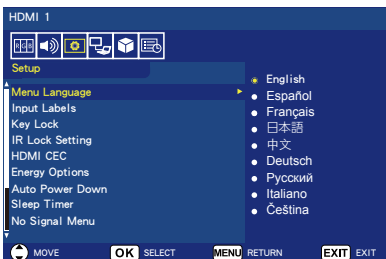 HDMI 1
RGB
Setup
Menu Language
Input Labels
Key Lock
IR Lock Setting
HDMI CEC
Energy Options
Auto Power Down
Sleep Timer
No Signal Menu
English
Español
Français
日本語
中文
Deutsch
Русский
Italiano
Čeština
MOVE OK SELECT MENU RETURN EXIT EXIT